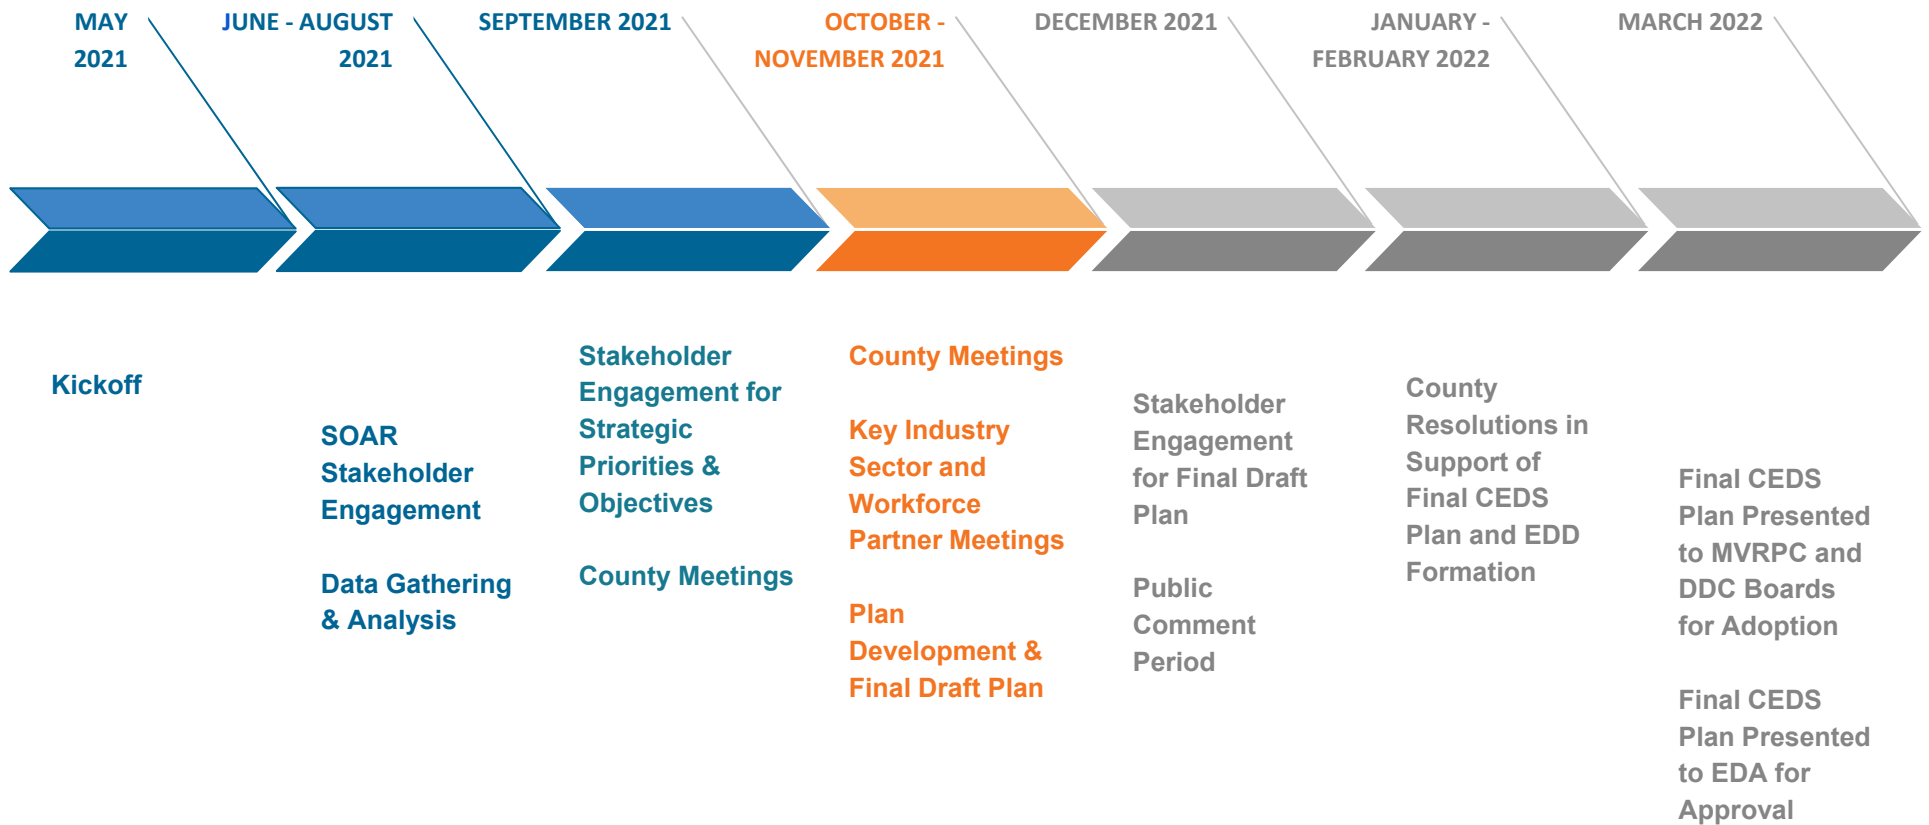 MAY
2021
JUNE - AUGUST
2021
SEPTEMBER 2021
OCTOBER -
NOVEMBER 2021
DECEMBER 2021
JANUARY -
FEBRUARY 2022
MARCH 2022
Kickoff
SOAR
Stakeholder
Engagement
Data Gathering
& Analysis
Stakeholder
Engagement for
Strategic
Priorities &
Objectives
County Meetings
County Meetings
Key Industry
Sector and
Workforce
Partner Meetings
Plan
Development &
Final Draft Plan
Stakeholder
Engagement
for Final Draft
Plan
Public
Comment
Period
County
Resolutions in
Support of
Final CEDS
Plan and EDD
Formation
Final CEDS
Plan Presented
to MVRPC and
DDC Boards
for Adoption
Final CEDS
Plan Presented
to EDA for
Approval